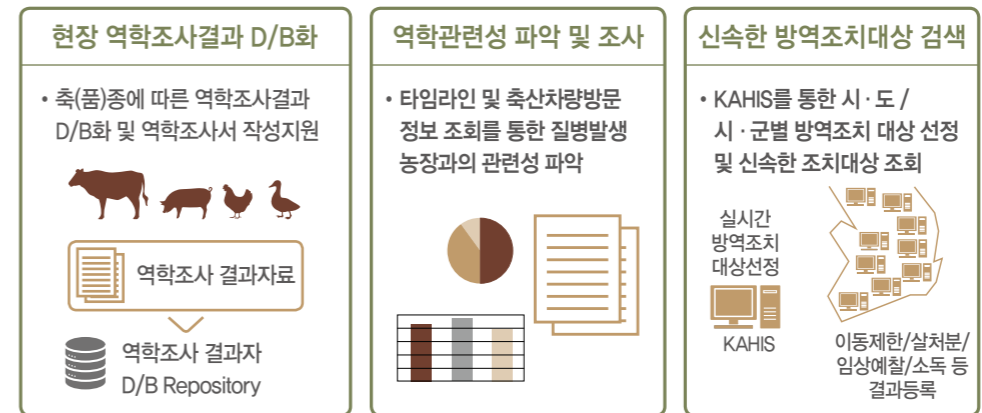 현장 역학조사결과 D/B화
• 축(품)종에 따른 역학조사결과
D/B화 및 역학조사서 작성지원
역학조사 결과자료
역학조사 결과자
D/B Repository
역학관련성 파악 및 조사
• 타임라인 및 축산차량방문
정보 조회를 통한 질병발생
농장과의 관련성 파악
신속한 방역조치대상 검색
• KAHIS를 통한 시·도 /
시·군별 방역조치 대상 선정
및 신속한 조치대상 조회
실시간
방역조치
대상선정
KAHIS
이동제한/살처분/
임상예찰/소독 등
결과등록